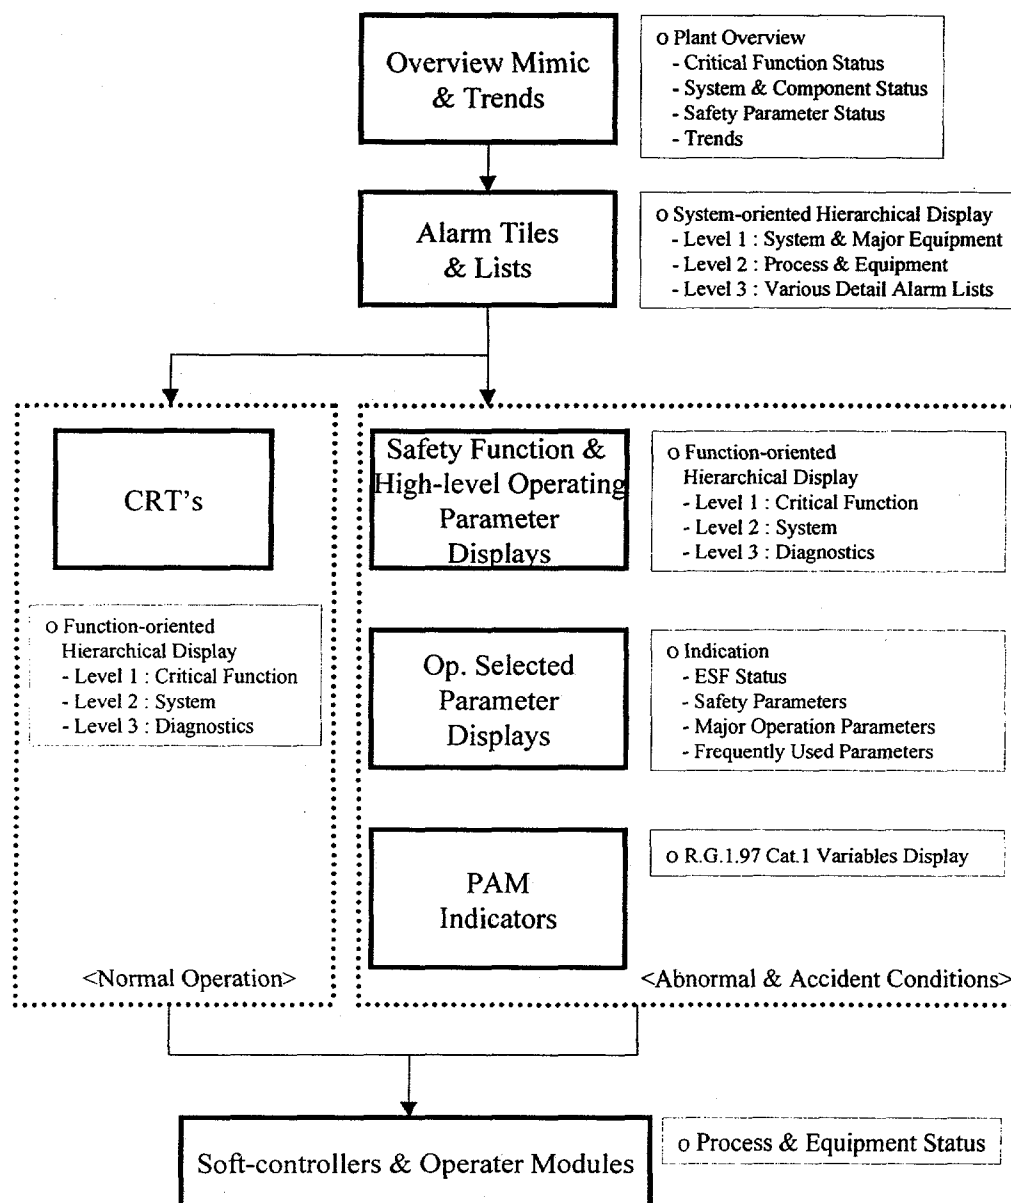 Overview Mimic
& Trends
o Plant Overview
- Critical Function Status
- System & Component Status
- Safety Parameter Status
- Trends
Alarm Tiles
& Lists
o System-oriented Hierarchical Display
- Level 1 : System & Major Equipment
- Level 2 : Process & Equipment
- Level 3 : Various Detail Alarm Lists
CRT's
o Function-oriented
Hierarchical Display
- Level 1 : Critical Function
- Level 2 : System
- Level 3 : Diagnostics
<Normal Operation>
Safety Function &
High-level Operating
Parameter
Displays
o Function-oriented
Hierarchical Display
- Level 1 : Critical Function
- Level 2 : System
- Level 3 : Diagnostics
Op. Selected
Parameter
Displays
o Indication
- ESF Status
- Safety Parameters
- Major Operation Parameters
- Frequently Used Parameters
PAM
Indicators
o R.G.1.97 Cat.1 Variables Display
<Abnormal & Accident Conditions>
Soft-controllers & Operater Modules
o Process & Equipment Status